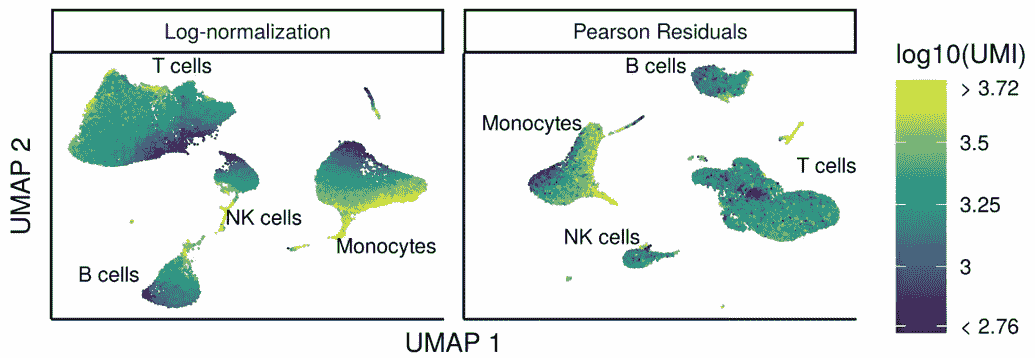 Log-normalization
Pearson Residuals
log10(UMI)
T cells
B cells
> 3.72
Monocytes
3.5
T cells
UMAP 2
3.25
NK cells
NK cells
Monocytes
3
B cells
< 2.76
UMAP 1